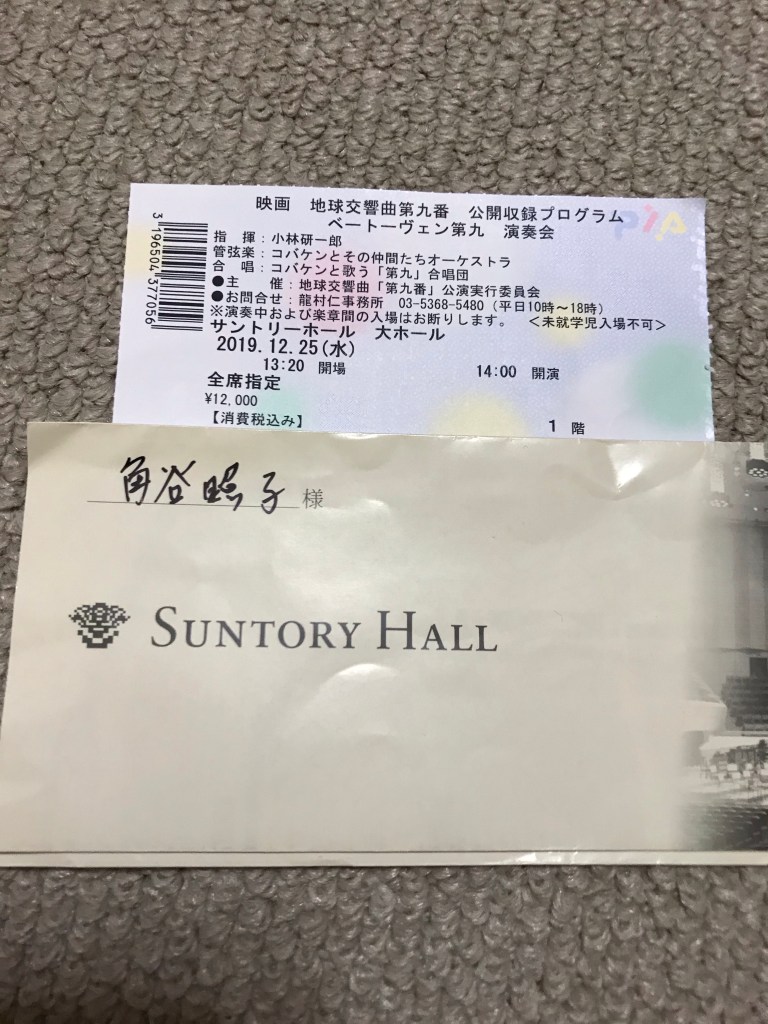 映画　地球交響曲第九番　公開収録プログラム
ベートーヴェン第九　演奏会
指　揮：小林研一郎
管弦楽：コバケンとその仲間たちオーケストラ
合　唱：コバケンと歌う「第九」合唱団
●主　　催：地球交響曲「第九番」公演実行委員会
●お問合せ：龍村仁事務所　03-5368-5480（平日10時～18時）
※演奏中および楽章間の入場はお断りします。　＜未就学児入場不可＞
サントリーホール　大ホール
2019.12.25(水)
13:20 開場　14:00 開演
全席指定
¥12,000
【消費税込み】　1 階
3 196504 377056
PIA
角谷照子 様
SUNTORY HALL